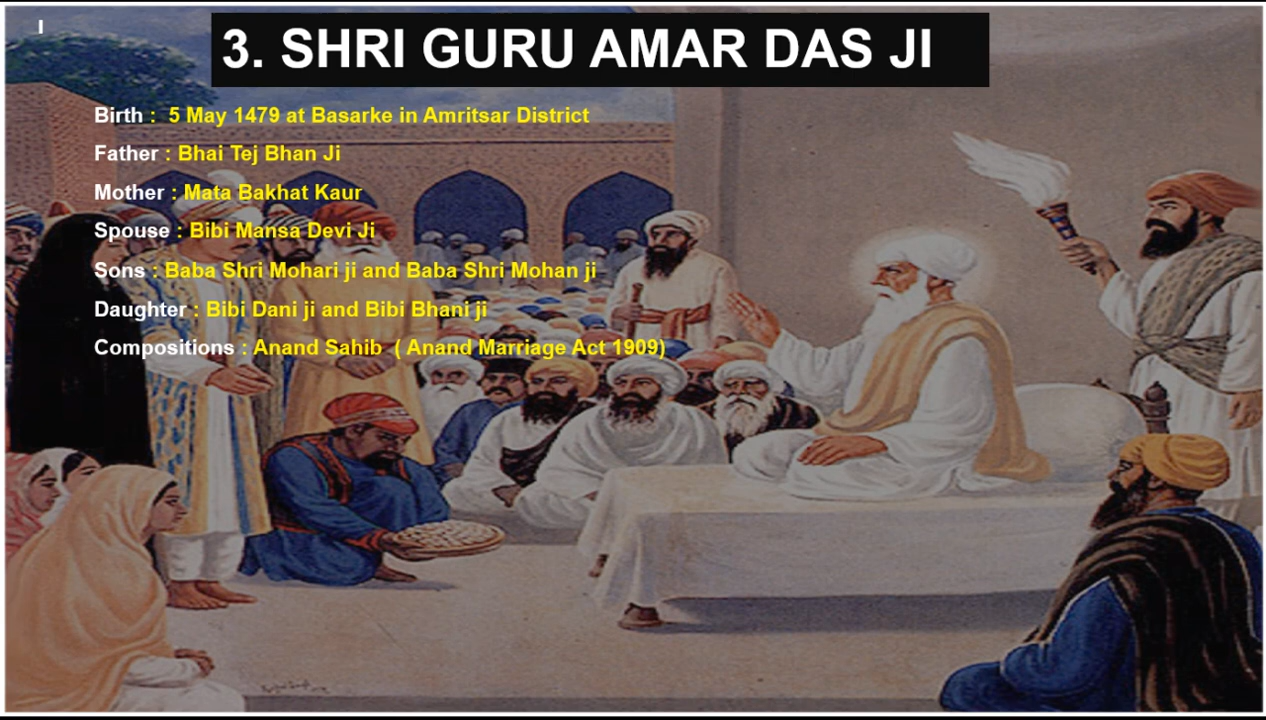 I
3. SHRI GURU AMAR DAS JI
Birth : 5 May 1479 at Basarke in Amritsar District
Father : Bhai Tej Bhan Ji
Mother : Mata Bakhat Kaur
Spouse : Bibi Mansa Devi Ji
Sons : Baba Shri Mohari ji and Baba Shri Mohan ji
Daughter : Bibi Dani ji and Bibi Bhani ji
Compositions : Anand Sahib ( Anand Marriage Act 1909)